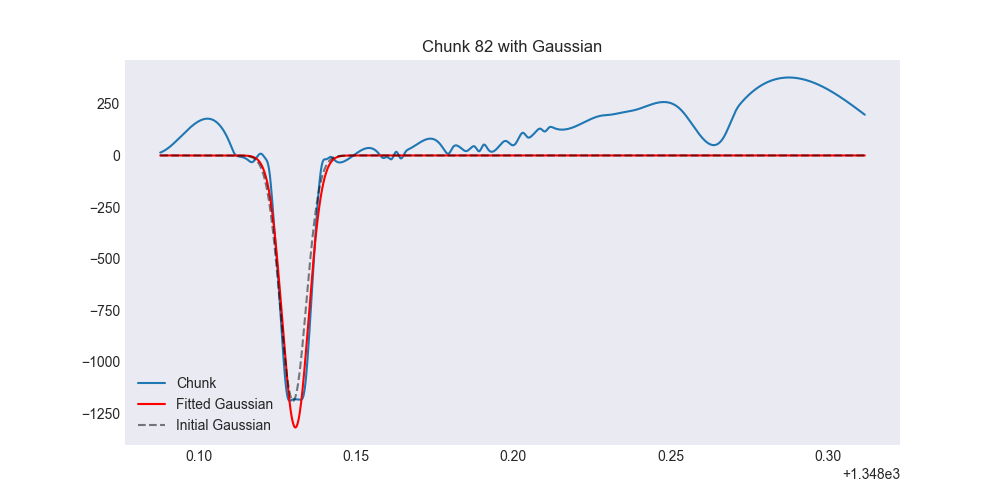 Chunk 82 with Gaussian
250
0
−250
−500
−750
−1000
−1250
Chunk
Fitted Gaussian
Initial Gaussian
0.10 0.15 0.20 0.25 0.30
+1.348e3